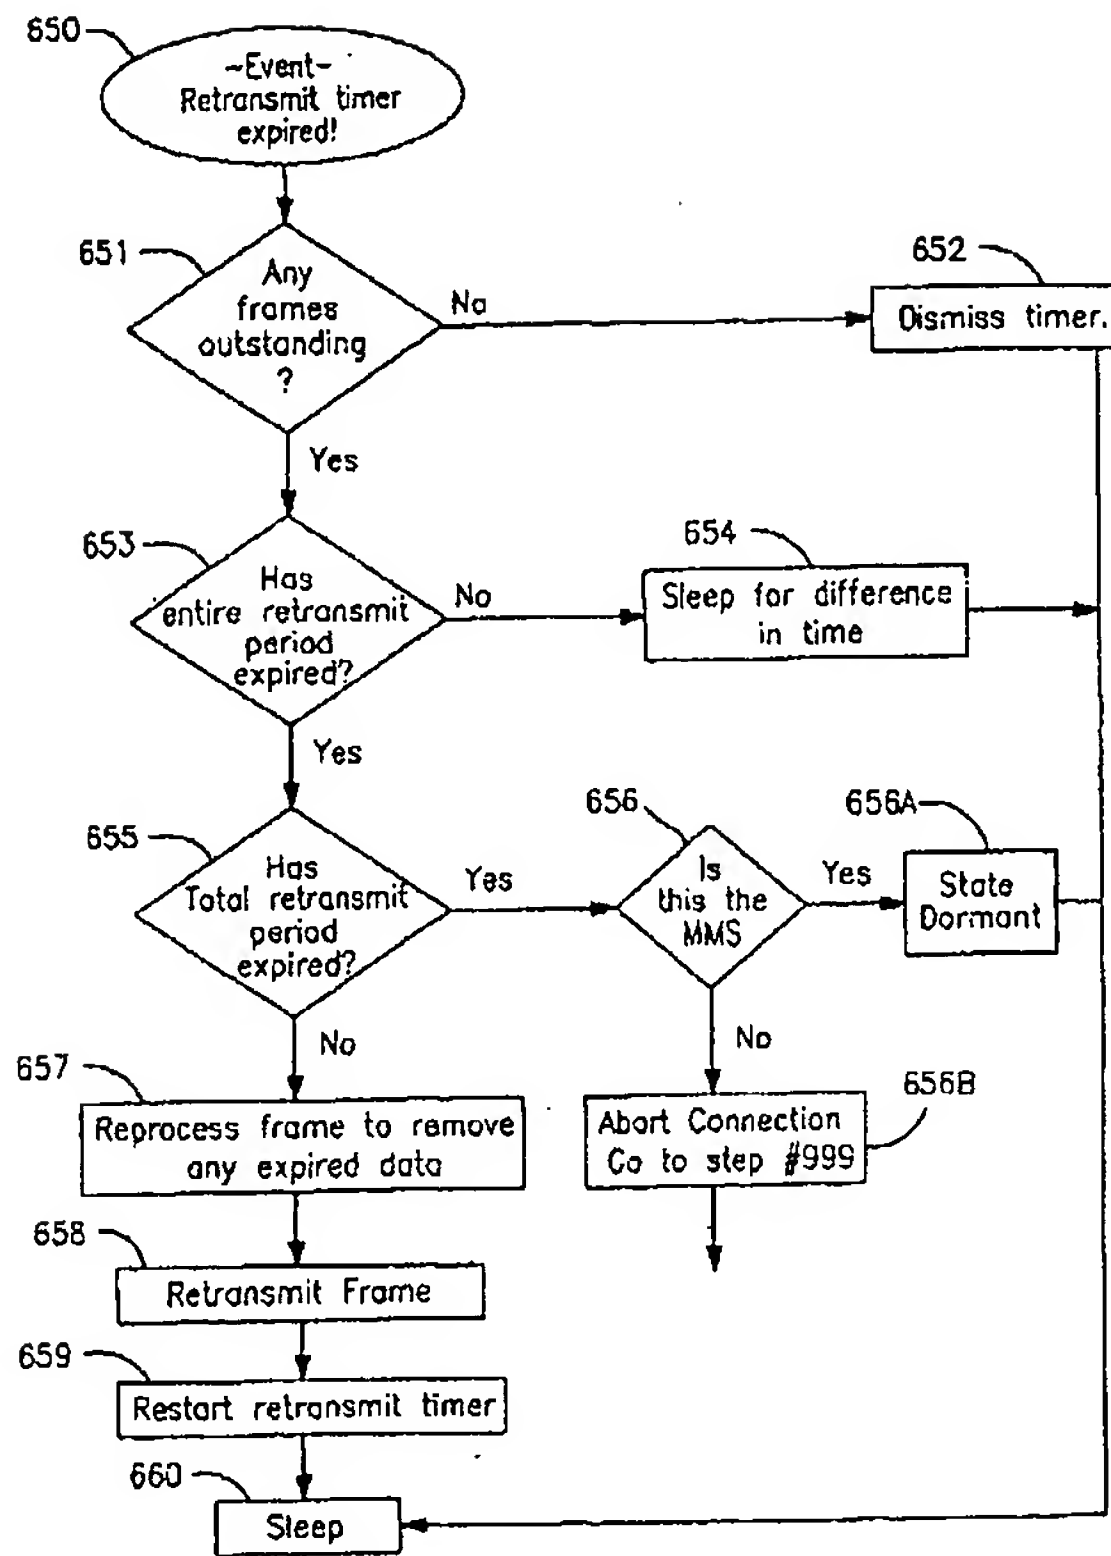 650
-Event-
Retransmit timer
expired!
651
Any
frames
outstanding
?
No
652
Dismiss timer.
Yes
653
Has
entire retransmit
period
expired?
No
654
Sleep for difference
in time
Yes
655
Has
Total retransmit
period
expired?
Yes
656
Is
this the
MMS
Yes
656A
State
Dormant
No
No
657
Reprocess frame to remove
any expired data
656B
Abort Connection
Go to step #999
658
Retransmit Frame
659
Restart retransmit timer
660
Sleep